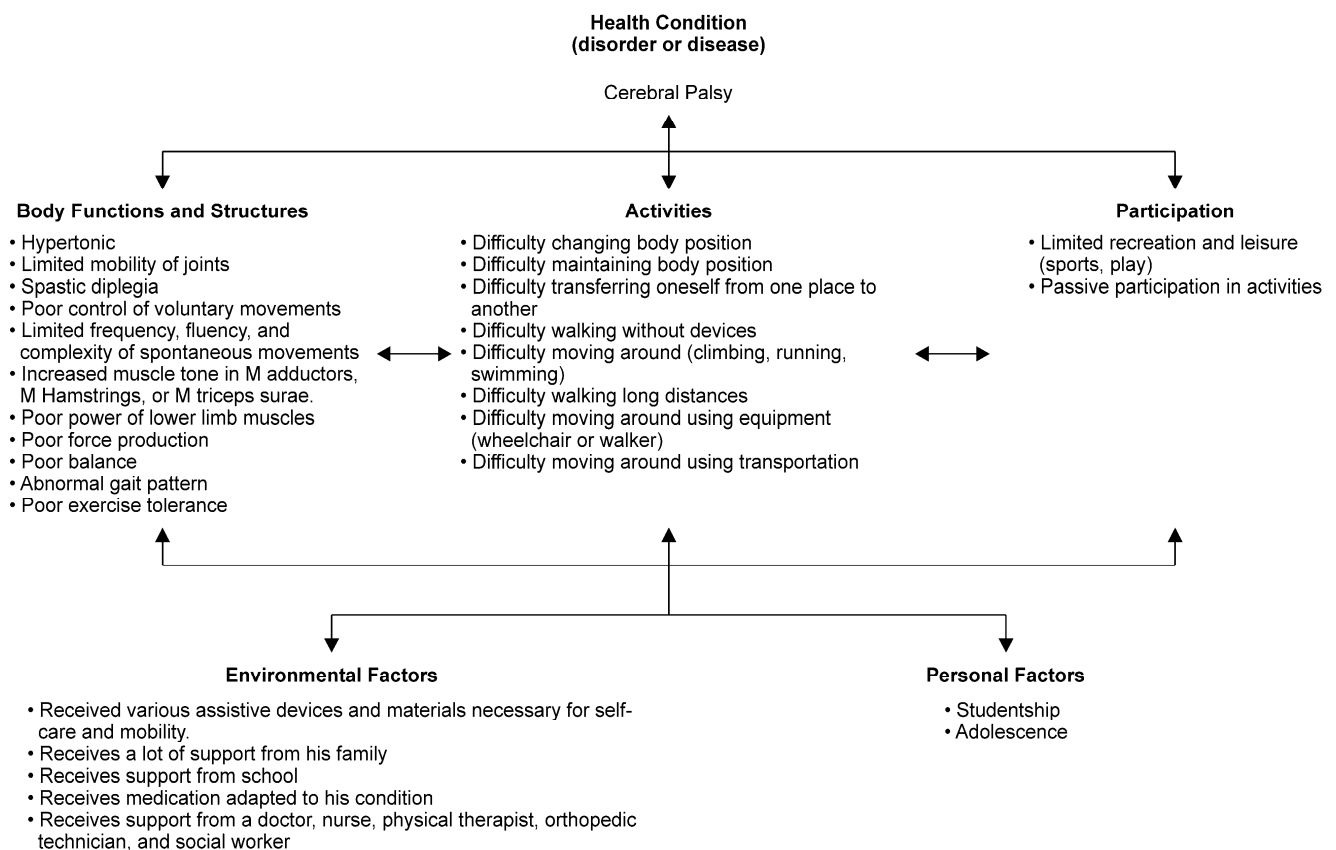 Health Condition
(disorder or disease)
Cerebral Palsy
Body Functions and Structures
• Hypertonic
• Limited mobility of joints
• Spastic diplegia
• Poor control of voluntary movements
• Limited frequency, fluency, and
complexity of spontaneous movements
• Increased muscle tone in M adductors,
M Hamstrings, or M triceps surae.
• Poor power of lower limb muscles
• Poor force production
• Poor balance
• Abnormal gait pattern
• Poor exercise tolerance
Activities
• Difficulty changing body position
• Difficulty maintaining body position
• Difficulty transferring oneself from one place to
another
• Difficulty walking without devices
• Difficulty moving around (climbing, running,
swimming)
• Difficulty walking long distances
• Difficulty moving around using equipment
(wheelchair or walker)
• Difficulty moving around using transportation
Participation
• Limited recreation and leisure
(sports, play)
• Passive participation in activities
Environmental Factors
• Received various assistive devices and materials necessary for self-
care and mobility.
• Receives a lot of support from his family
• Receives support from school
• Receives medication adapted to his condition
• Receives support from a doctor, nurse, physical therapist, orthopedic
technician, and social worker
Personal Factors
• Studentship
• Adolescence